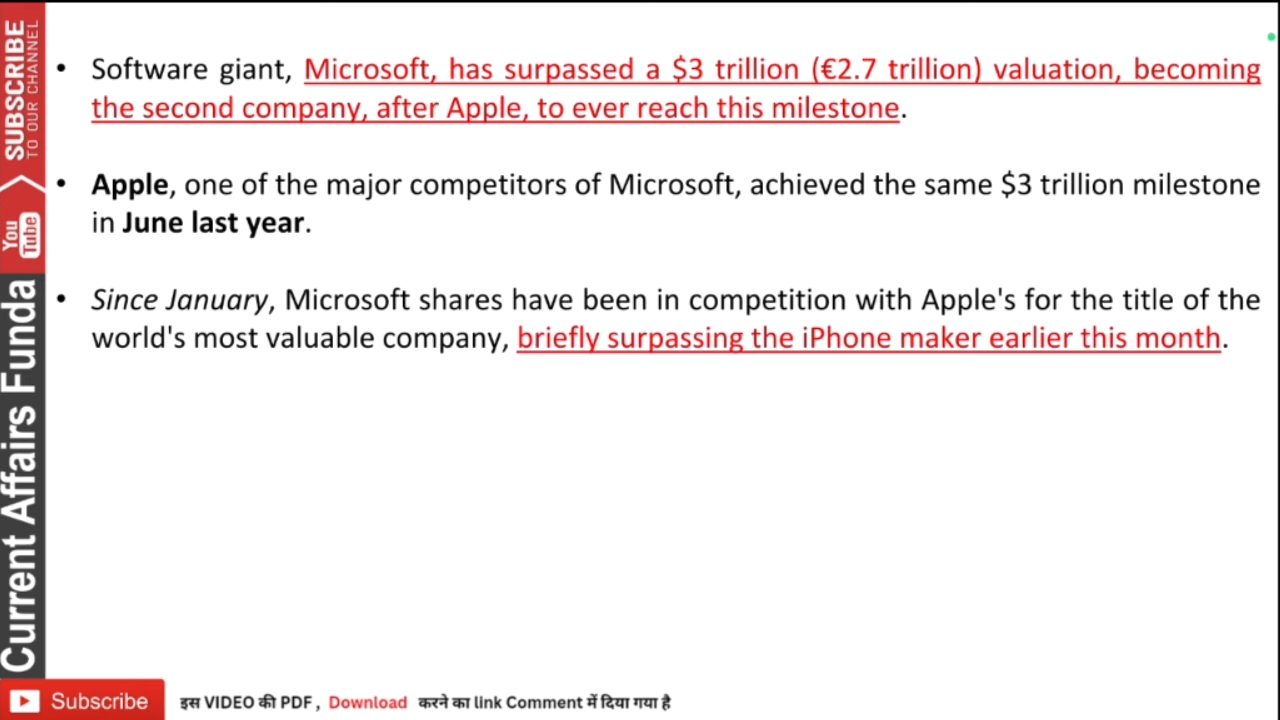 SUBSCRIBE
TO OUR CHANNEL
You
Tube
Current Affairs Funda
• Software giant, Microsoft, has surpassed a $3 trillion (€2.7 trillion) valuation, becoming
the second company, after Apple, to ever reach this milestone.
• Apple, one of the major competitors of Microsoft, achieved the same $3 trillion milestone
in June last year.
• Since January, Microsoft shares have been in competition with Apple's for the title of the
world's most valuable company, briefly surpassing the iPhone maker earlier this month.
Subscribe
इस VIDEO की PDF , Download करने का link Comment में दिया गया है